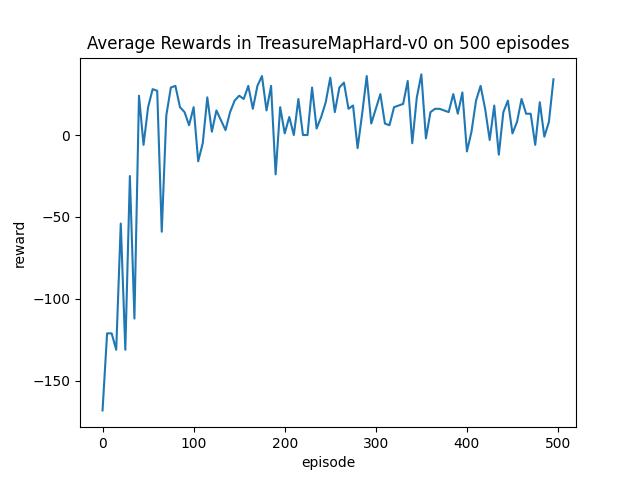 Average Rewards in TreasureMapHard-v0 on 500 episodes
0
−50
−100
−150
reward
0 100 200 300 400 500
episode